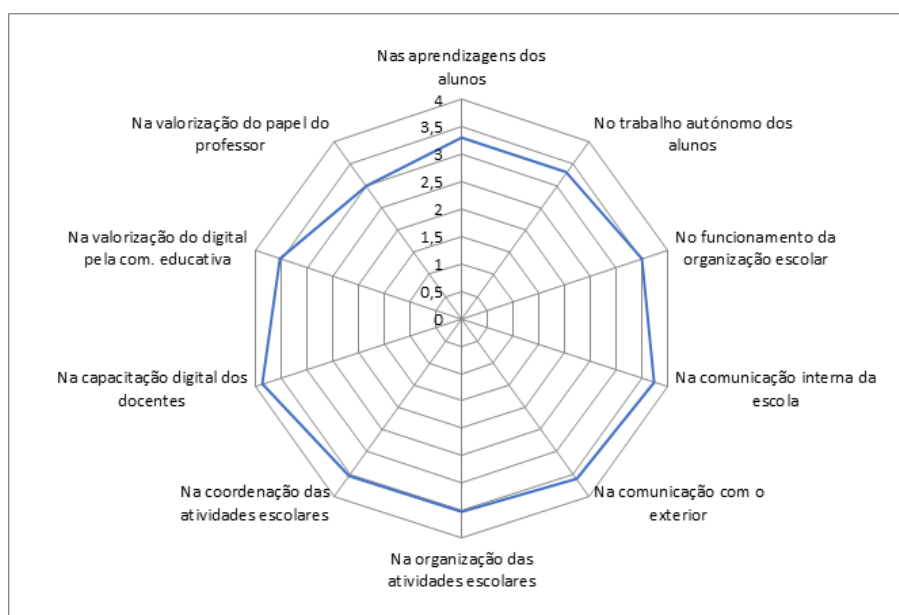 Nas aprendizagens dos
alunos
No trabalho autónomo dos
alunos
No funcionamento da
organização escolar
Na comunicação interna da
escola
Na comunicação com o
exterior
Na organização das
atividades escolares
Na coordenação das
atividades escolares
Na capacitação digital dos
docentes
Na valorização do digital
pela com. educativa
Na valorização do papel do
professor
4
3,5
3
2,5
2
1,5
1
0,5
0